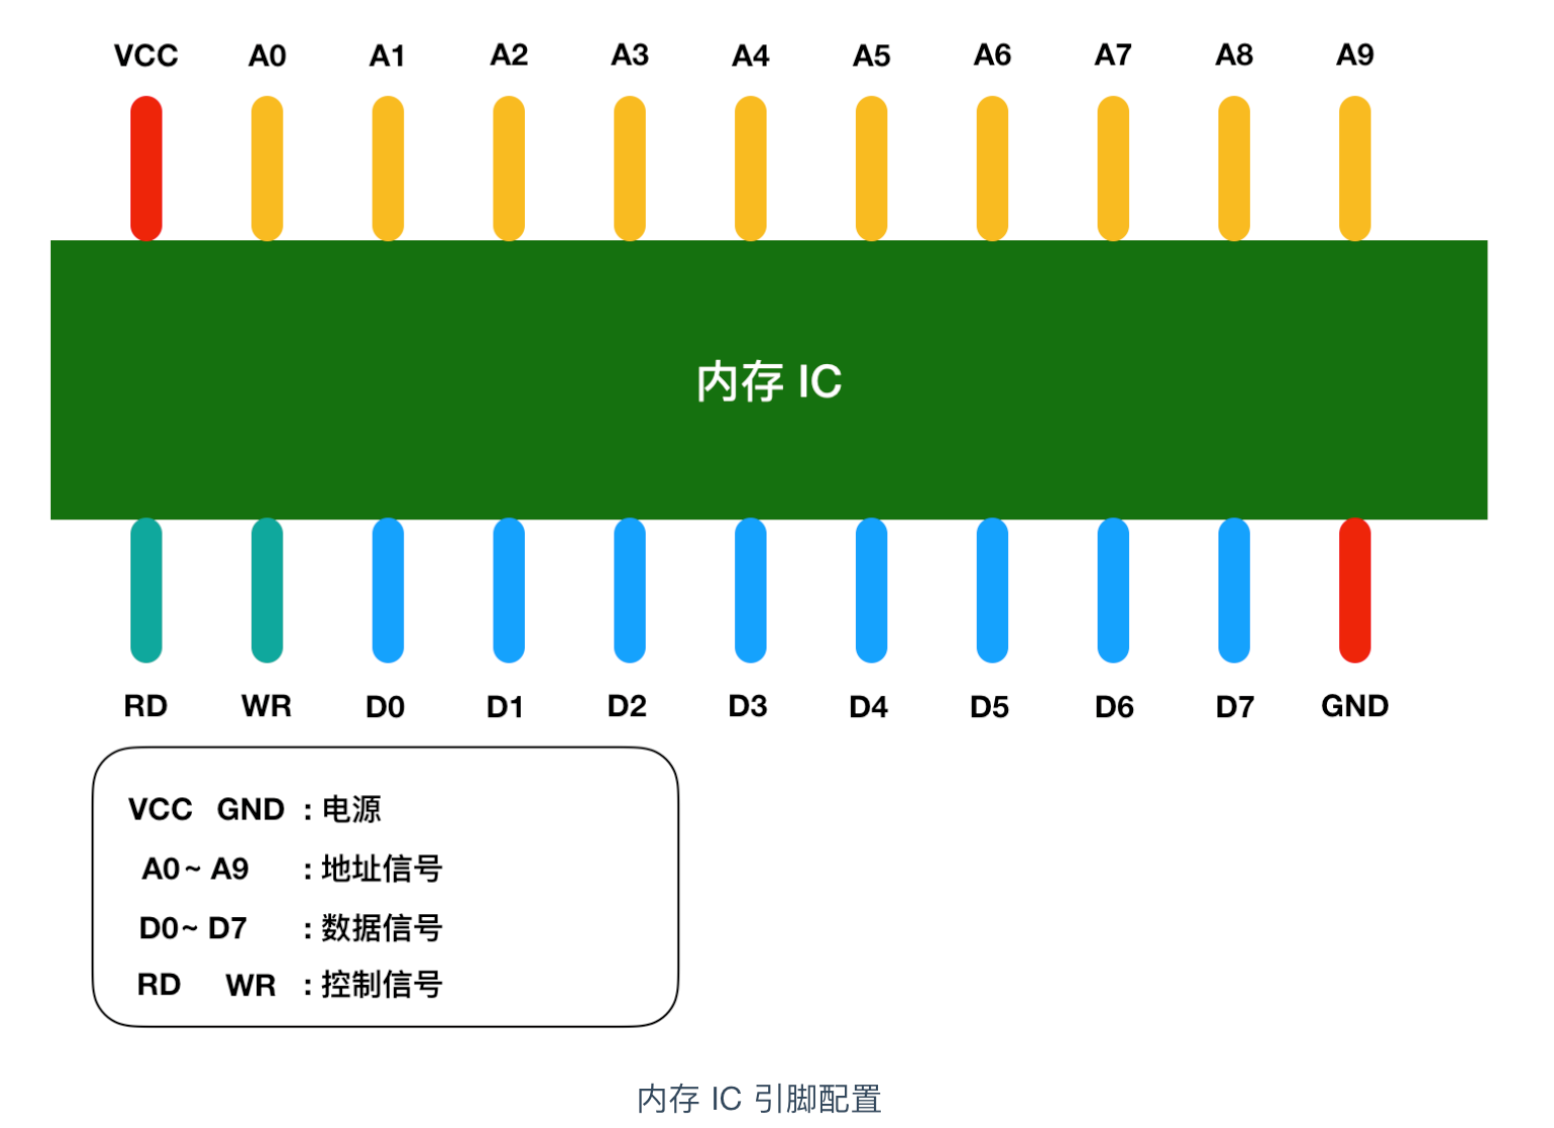 VCC A0 A1 A2 A3 A4 A5 A6 A7 A8 A9
内存 IC
RD WR D0 D1 D2 D3 D4 D5 D6 D7 GND
VCC GND : 电源
A0~ A9 : 地址信号
D0~ D7 : 数据信号
RD WR : 控制信号
内存 IC 引脚配置